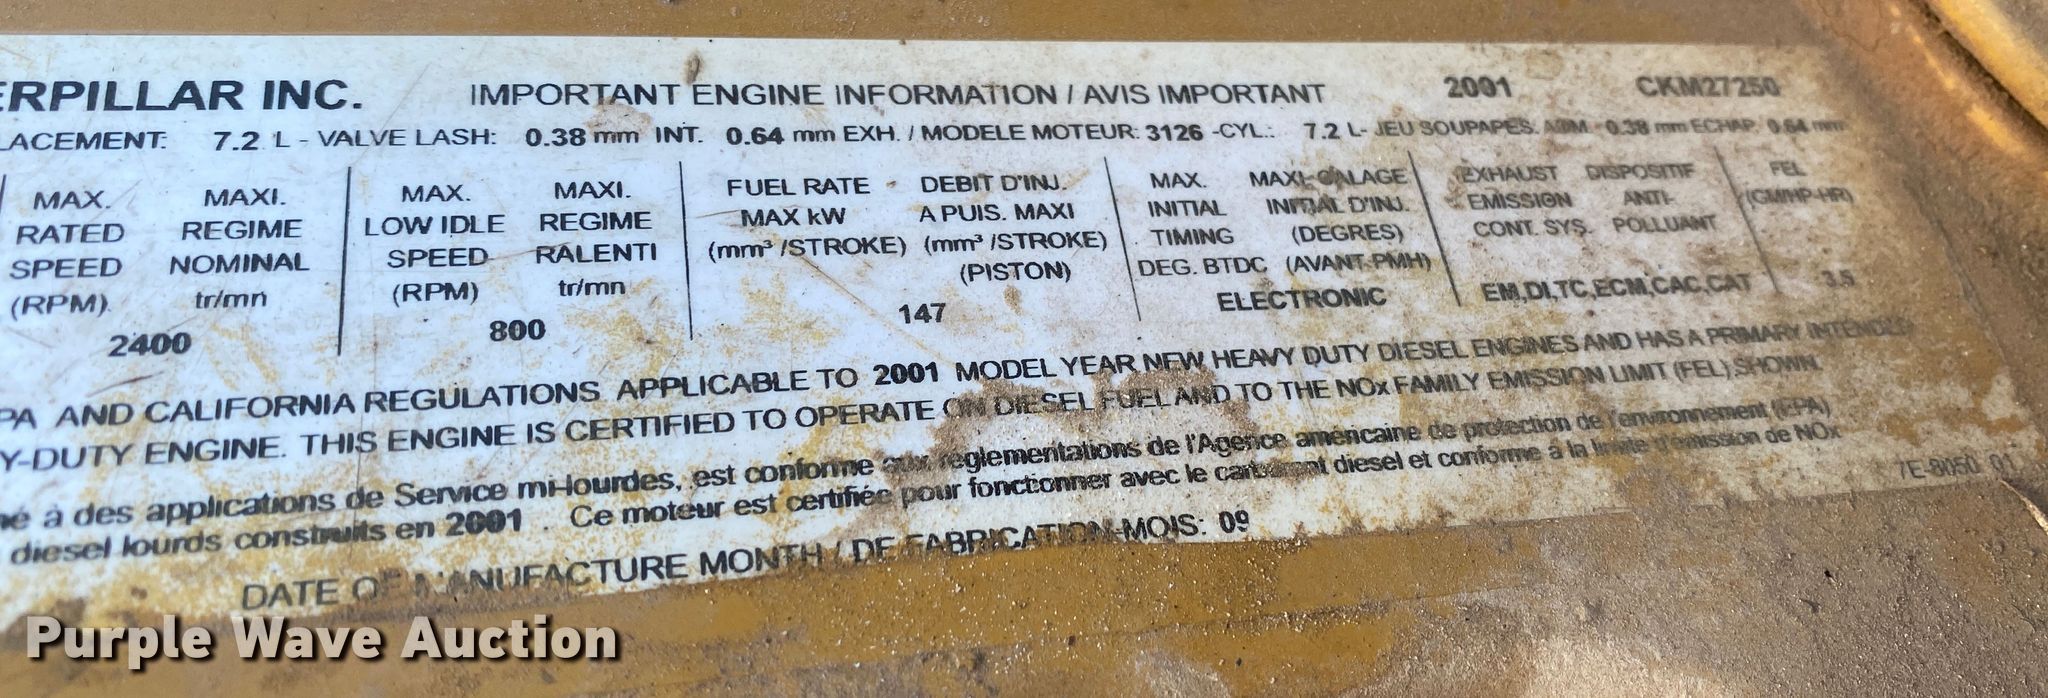 ERPILLAR INC. IMPORTANT ENGINE INFORMATION / AVIS IMPORTANT 2001 CKM27250
LACEMENT: 7.2 L - VALVE LASH: 0.38 mm INT. 0.64 mm EXH. / MODELE MOTEUR: 3126 -CYL.: 7.2 L- JEU SOUPAPES: ADM. 0.38 mm ECHAP. 0.64 mm
MAX. RATED SPEED (RPM)
MAXI. REGIME NOMINAL tr/mn
2400
MAX. LOW IDLE SPEED (RPM)
MAXI. REGIME RALENTI tr/mn
800
FUEL RATE MAX kW (mm³ /STROKE)
DEBIT D'INJ. A PUIS. MAXI (mm³ /STROKE) (PISTON)
147
MAX. INITIAL TIMING DEG. BTDC
MAXI-CALAGE INITIAL D'INJ. (DEGRES) (AVANT-PMH)
ELECTRONIC
EXHAUST EMISSION CONT. SYS.
DISPOSITIF ANTI- POLLUANT
EM,DI,TC,ECM,CAC,CAT
FEL (GM/HP-HR)
3.5
PA AND CALIFORNIA REGULATIONS APPLICABLE TO 2001 MODEL YEAR NEW HEAVY DUTY DIESEL ENGINES AND HAS A PRIMARY INTENDED
Y-DUTY ENGINE. THIS ENGINE IS CERTIFIED TO OPERATE ON DIESEL FUEL AND TO THE NOx FAMILY EMISSION LIMIT (FEL) SHOWN.
né à des applications de Service mi-lourdes, est conforme aux reglementations de l'Agence américaine de protection de l'environnement (EPA)
diesel lourds construits en 2001 . Ce moteur est certifiée pour fonctionner avec le carburant diesel et conforme á la limite d'émission de NOx
DATE OF MANUFACTURE MONTH / DE FABRICATION-MOIS: 09
7E-8050 01
Purple Wave Auction